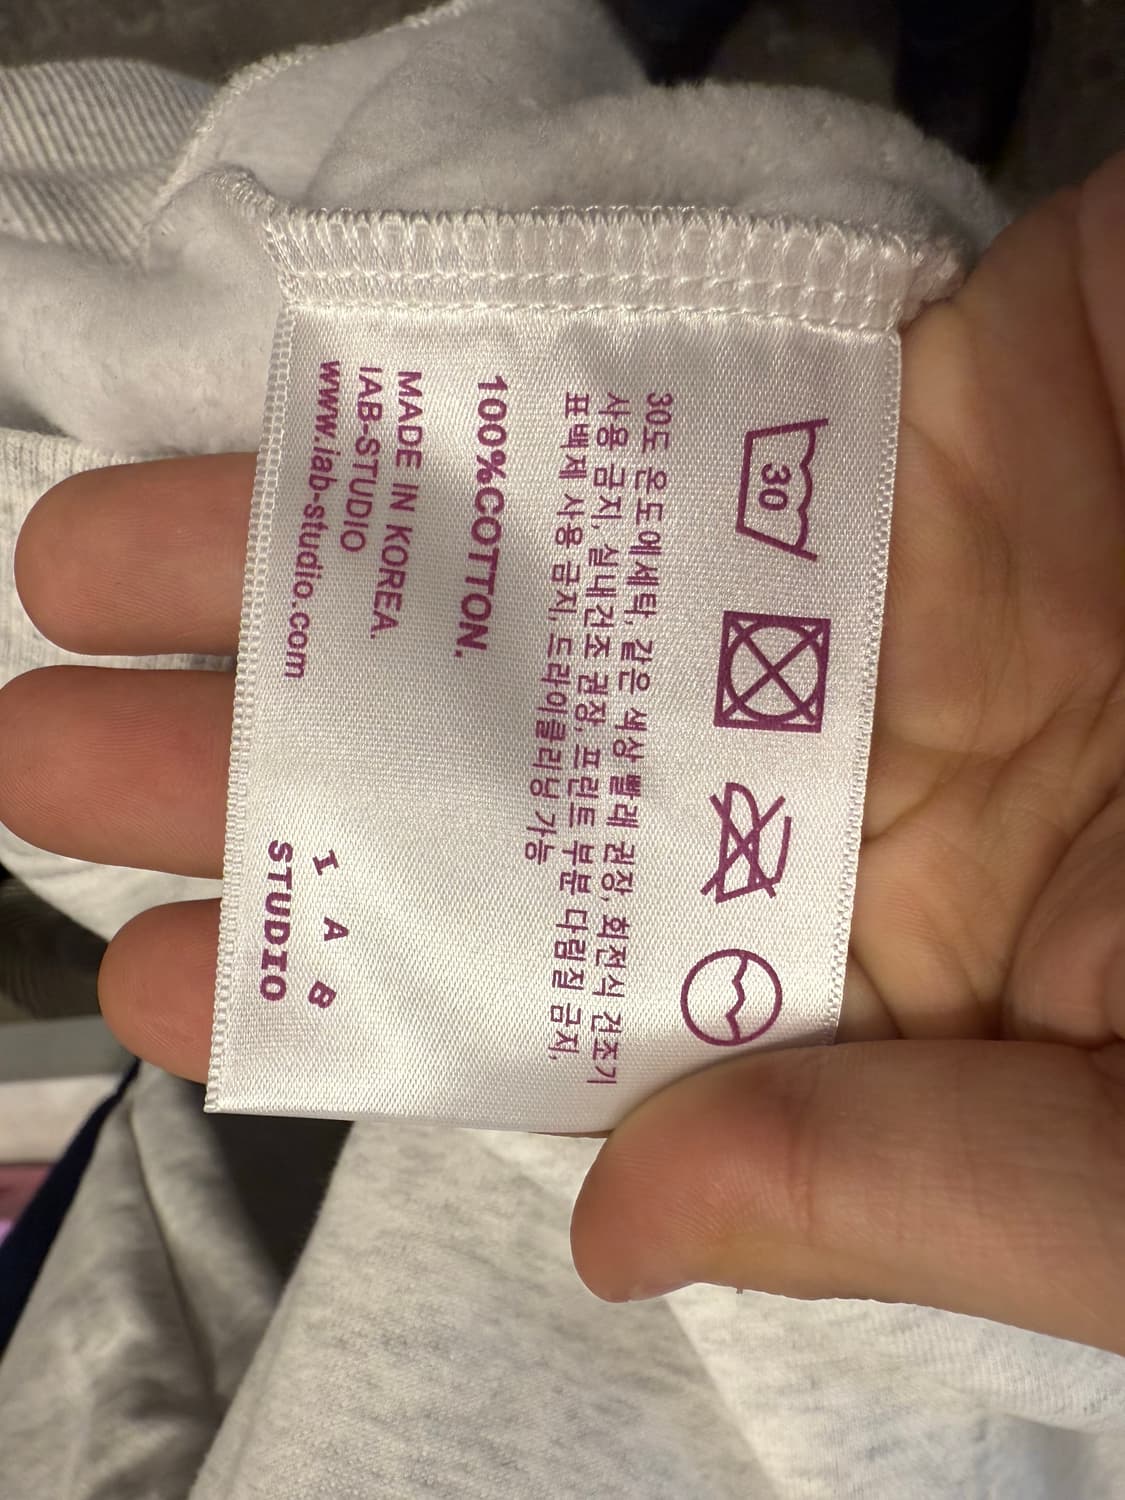 30
30도 온도에 세탁, 같은 색상 빨래 권장, 회전식 건조기
사용 금지, 실내건조 권장, 프린트 부분 다림질 금지,
표백제 사용 금지, 드라이클리닝 가능
100%COTTON.
MADE IN KOREA.
IAB-STUDIO
www.iab-studio.com
I A B
STUDIO